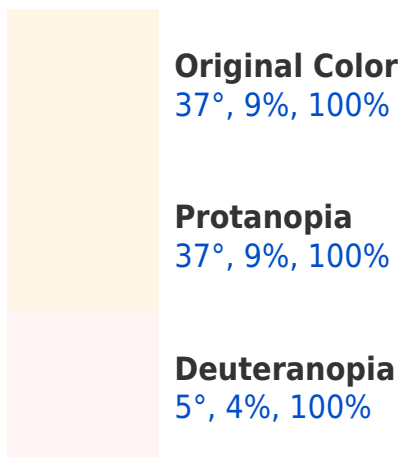 Original Color
37°, 9%, 100%
Protanopia
37°, 9%, 100%
Deuteranopia
5°, 4%, 100%